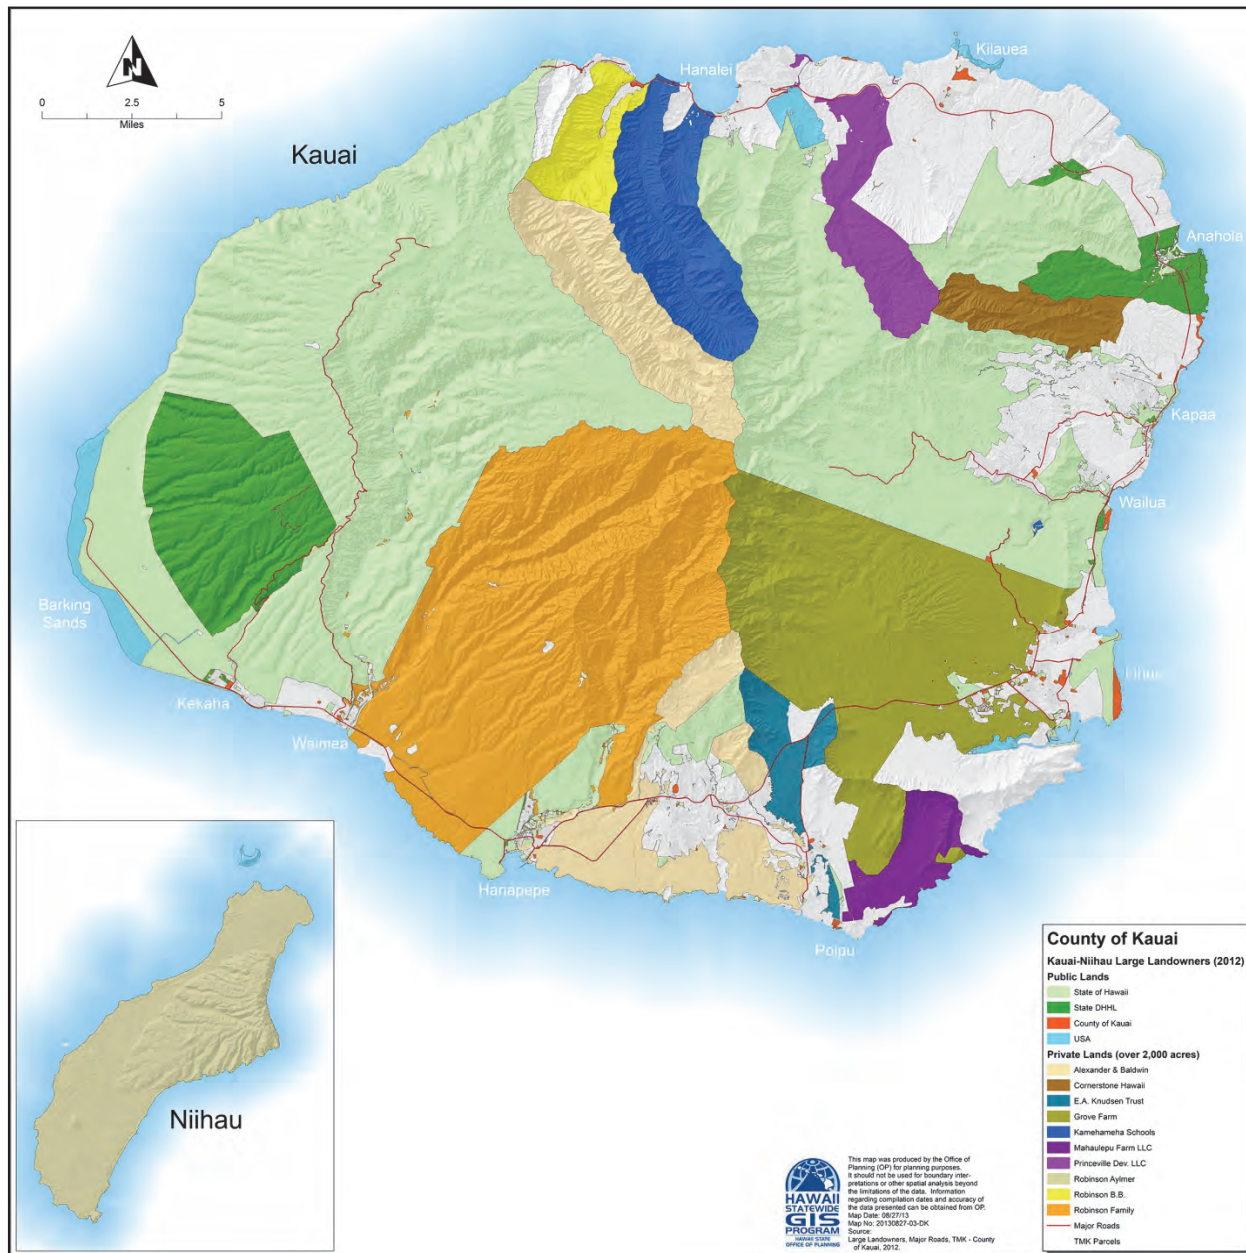 N
0
2.5
5
Miles
Kauai
Hanalei
Kilauea
Anahola
Kapaa
Wailua
Lihue
Barking
Sands
Kekaha
Waimea
Hanapepe
Poipu
Niihau
County of Kauai
Kauai-Niihau Large Landowners (2012)
Public Lands
State of Hawaii
State DHHL
County of Kauai
USA
Private Lands (over 2,000 acres)
Alexander & Baldwin
Cornerstone Hawaii
E.A. Knudsen Trust
Grove Farm
Kamehameha Schools
Mahaulepu Farm LLC
Princeville Dev. LLC
Robinson Aylmer
Robinson B.B.
Robinson Family
Major Roads
TMK Parcels
HAWAII
STATEWIDE
GIS
PROGRAM
HAWAII STATE
OFFICE OF PLANNING
This map was produced by the Office of
Planning (OP) for planning purposes.
It should not be used for boundary inter-
pretations or other spatial analysis beyond
the limitations of the data. Information
regarding compilation dates and accuracy of
the data presented can be obtained from OP.
Map Date: 08/27/13
Map No: 20130827-03-DK
Source:
Large Landowners, Major Roads, TMK - County
of Kauai, 2012.